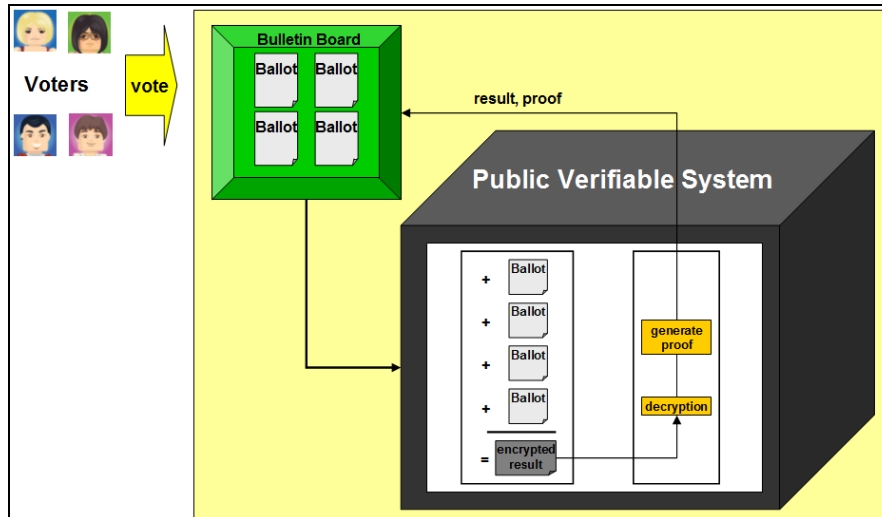 Voters
vote
Bulletin Board
Ballot
Ballot
Ballot
Ballot
result, proof
Public Verifiable System
+ Ballot
+ Ballot
+ Ballot
+ Ballot
= encrypted
result
generate
proof
decryption